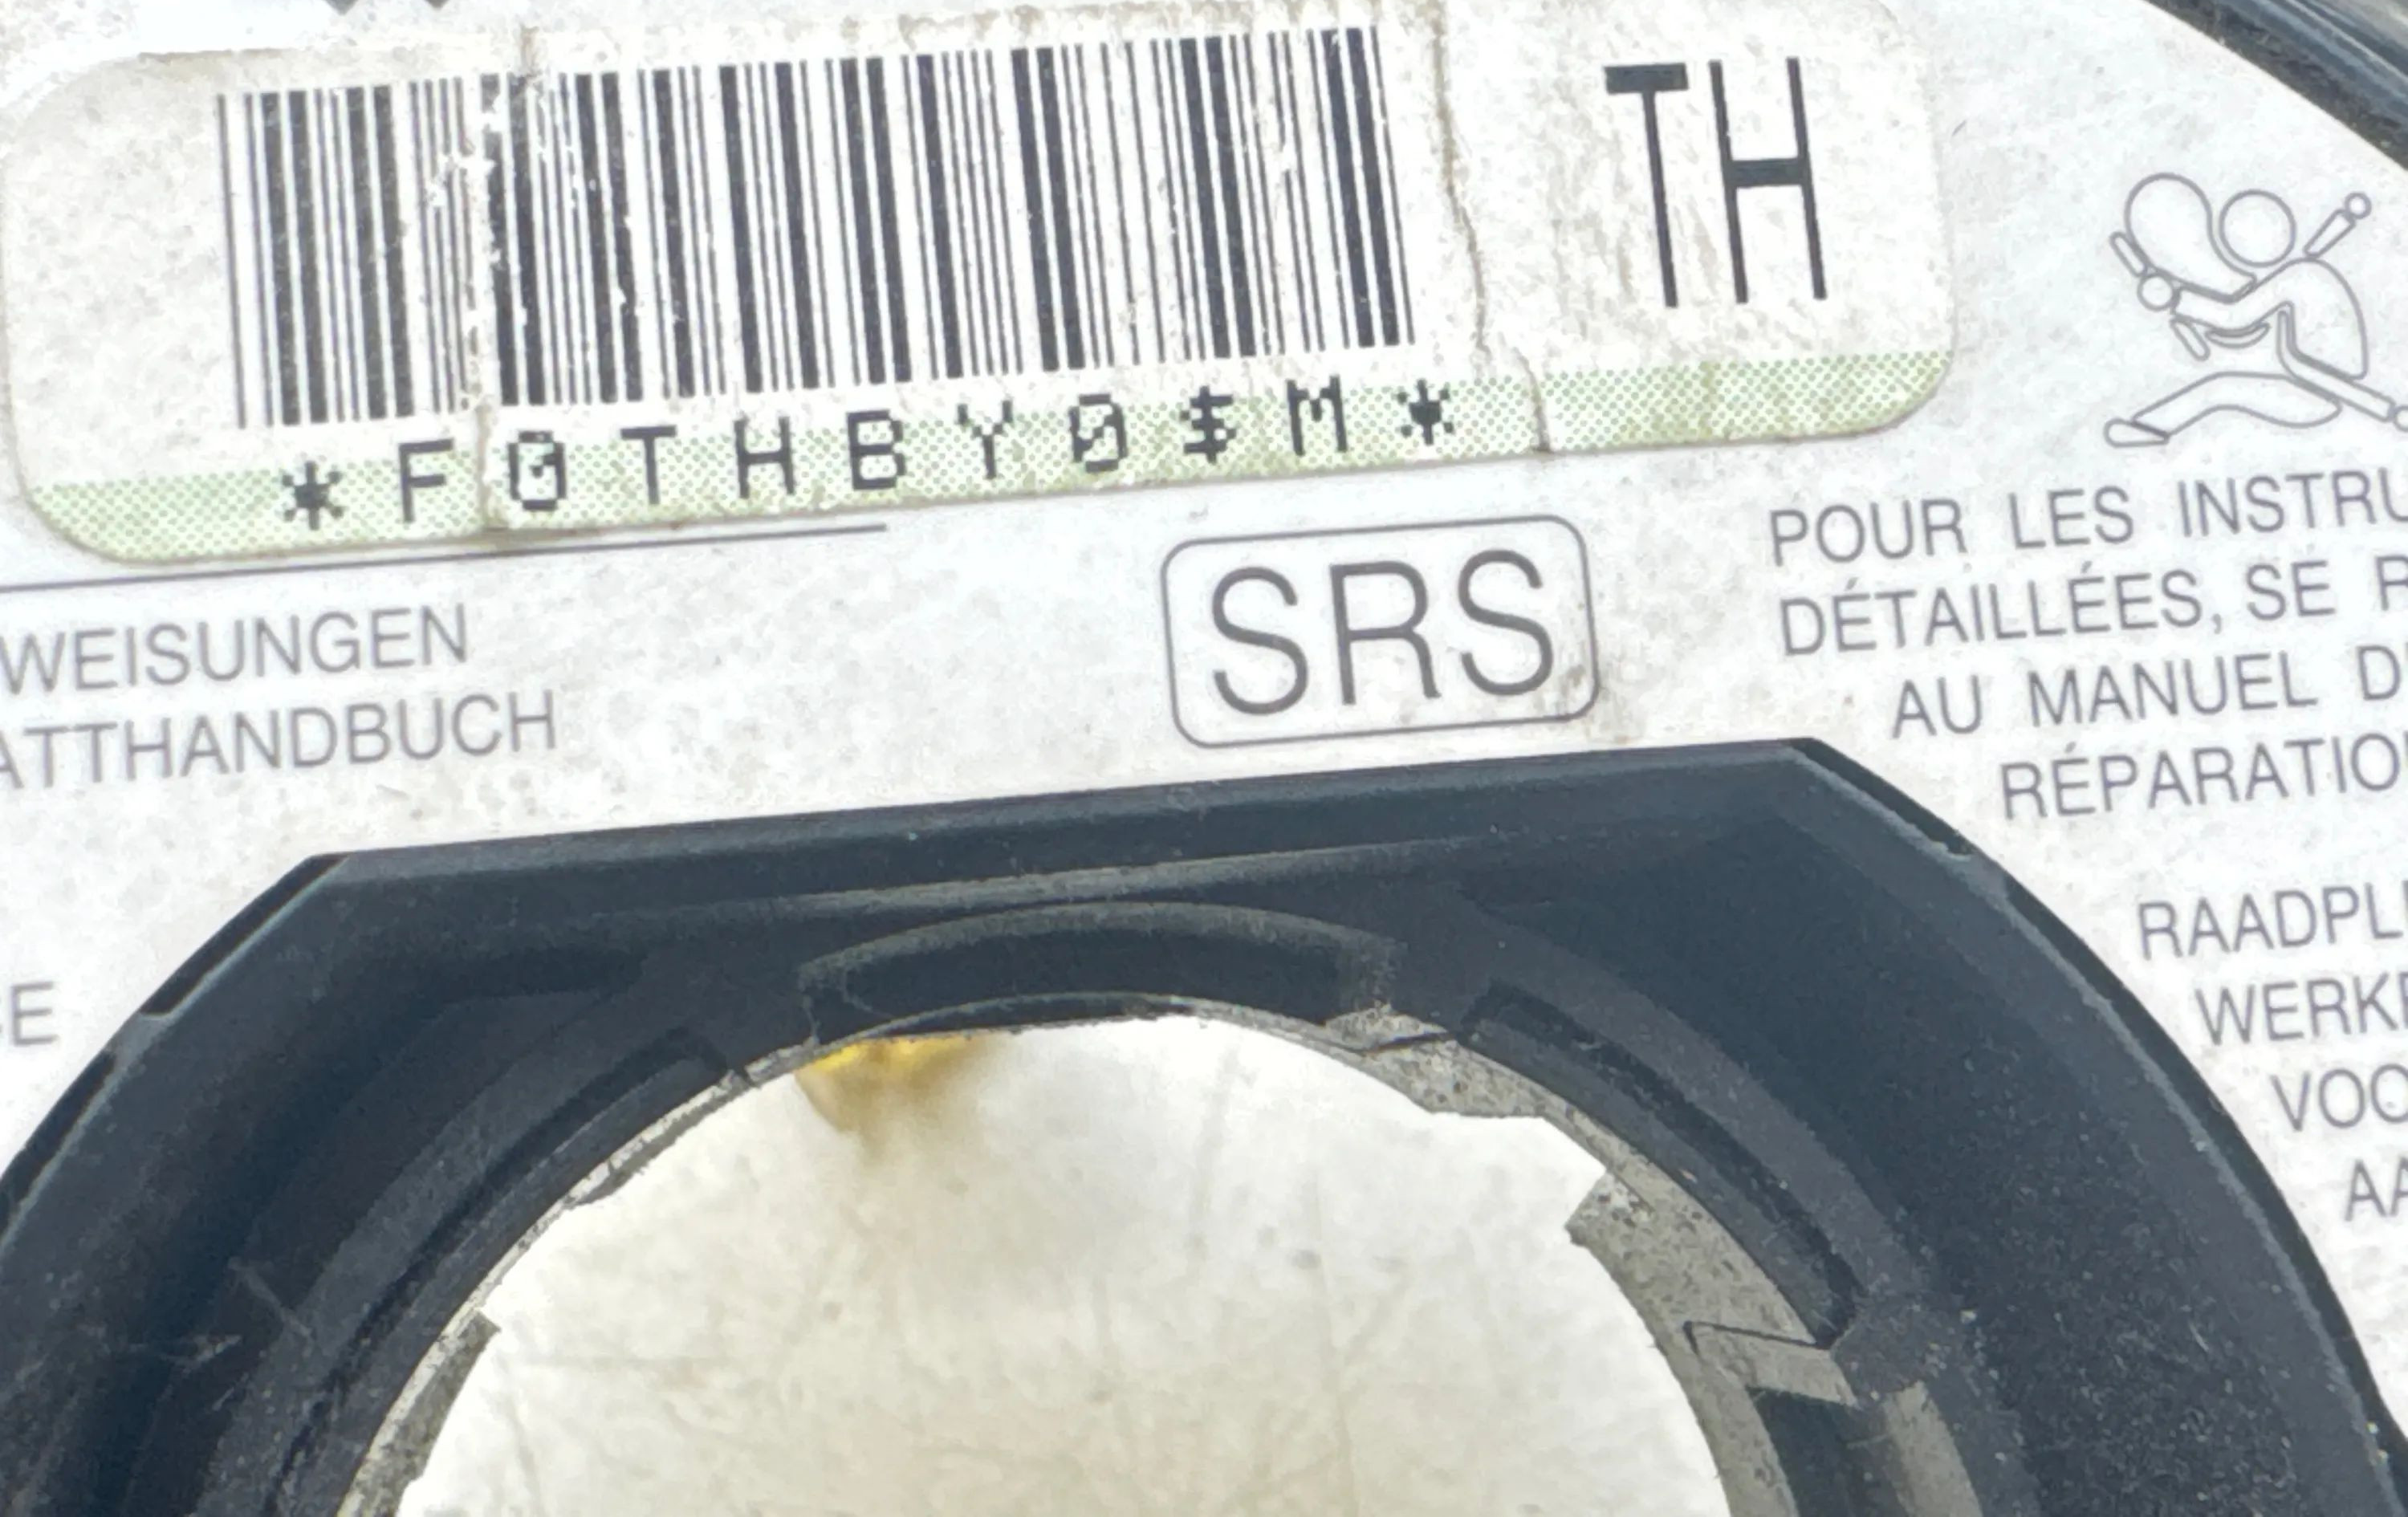 TH
*F0THBY0$M*
SRS
WEISUNGEN
ATTHANDBUCH
POUR LES INSTRU
DÉTAILLÉES, SE R
AU MANUEL D
RÉPARATIO
RAADPL
WERK
VOO
AA
E